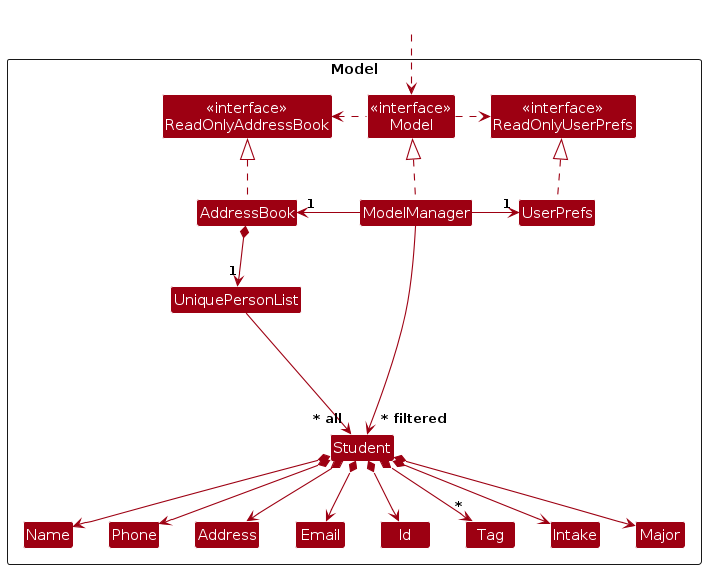 Model
«interface»
ReadOnlyAddressBook
«interface»
Model
«interface»
ReadOnlyUserPrefs
AddressBook
1
ModelManager
1
UserPrefs
1
UniquePersonList
* all
* filtered
Student
*
Name
Phone
Address
Email
Id
Tag
Intake
Major